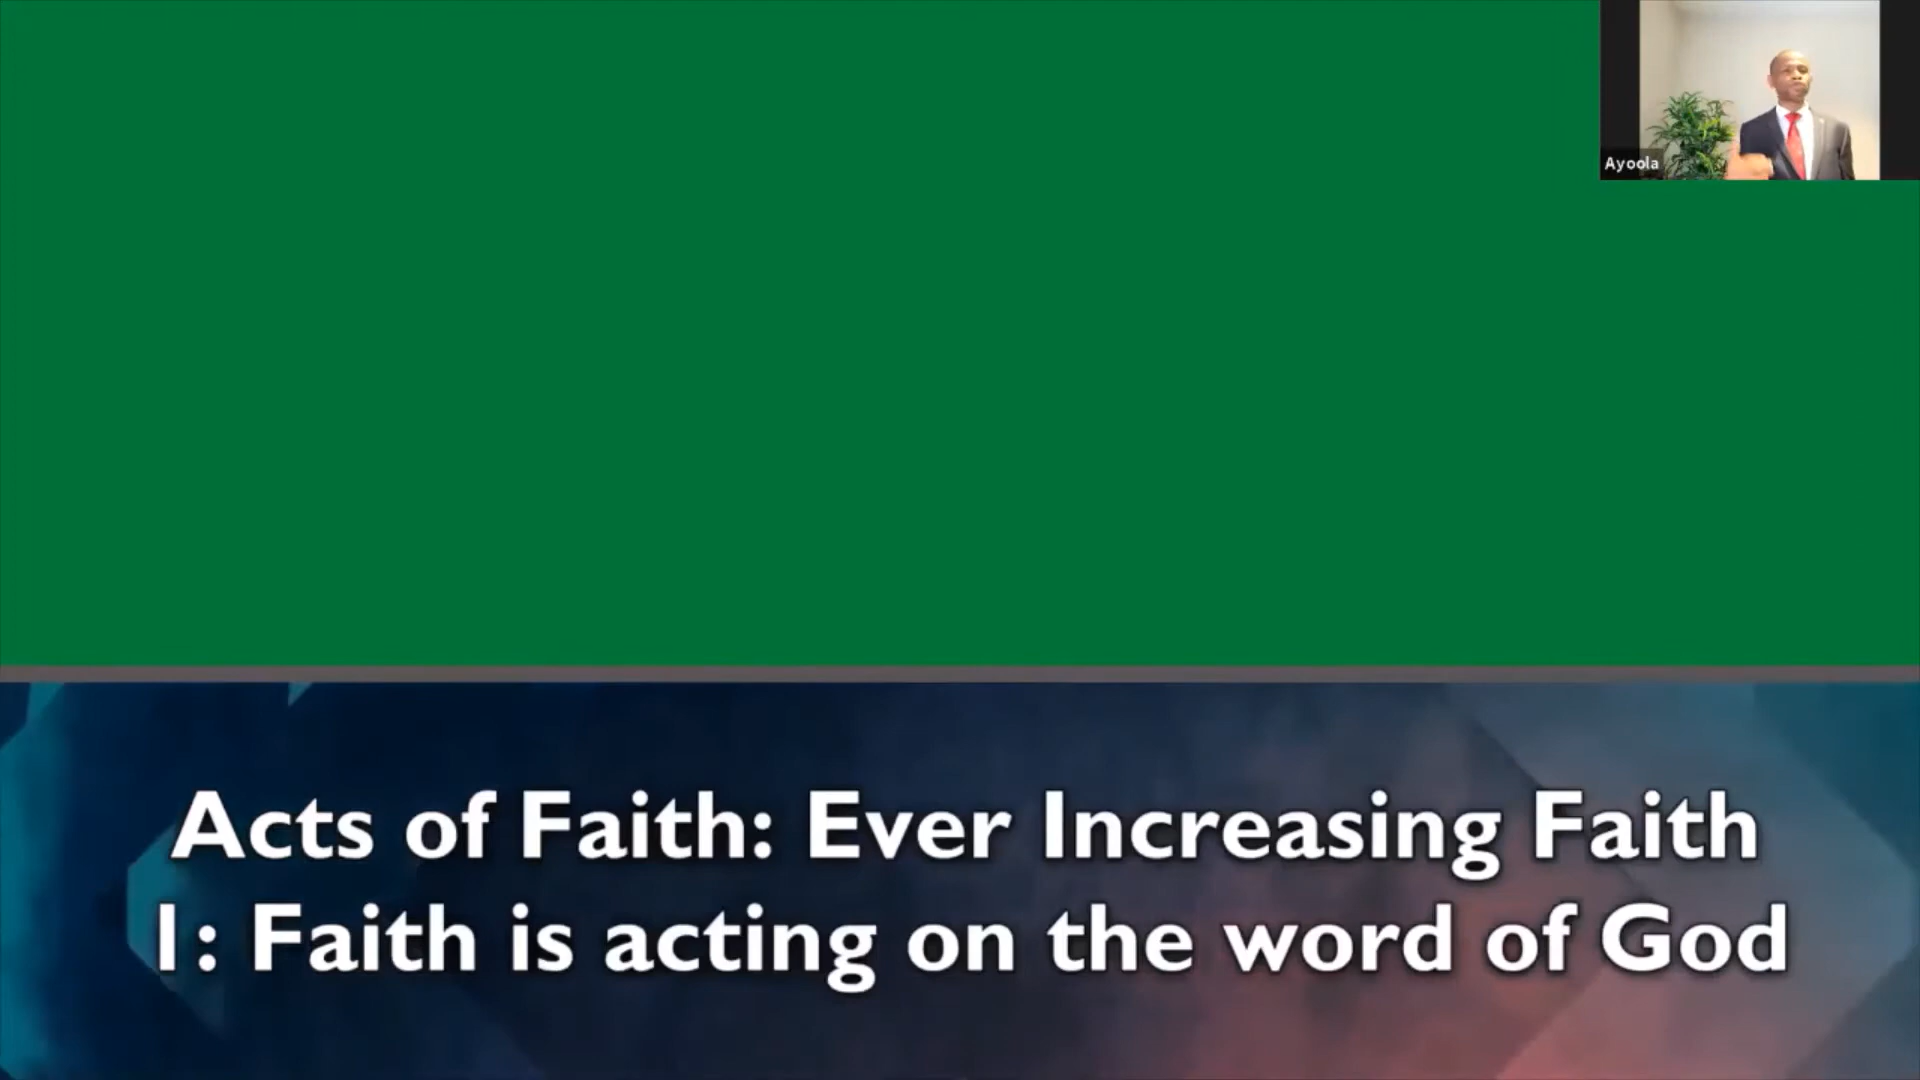 Ayoola
Acts of Faith: Ever Increasing Faith
1: Faith is acting on the word of God